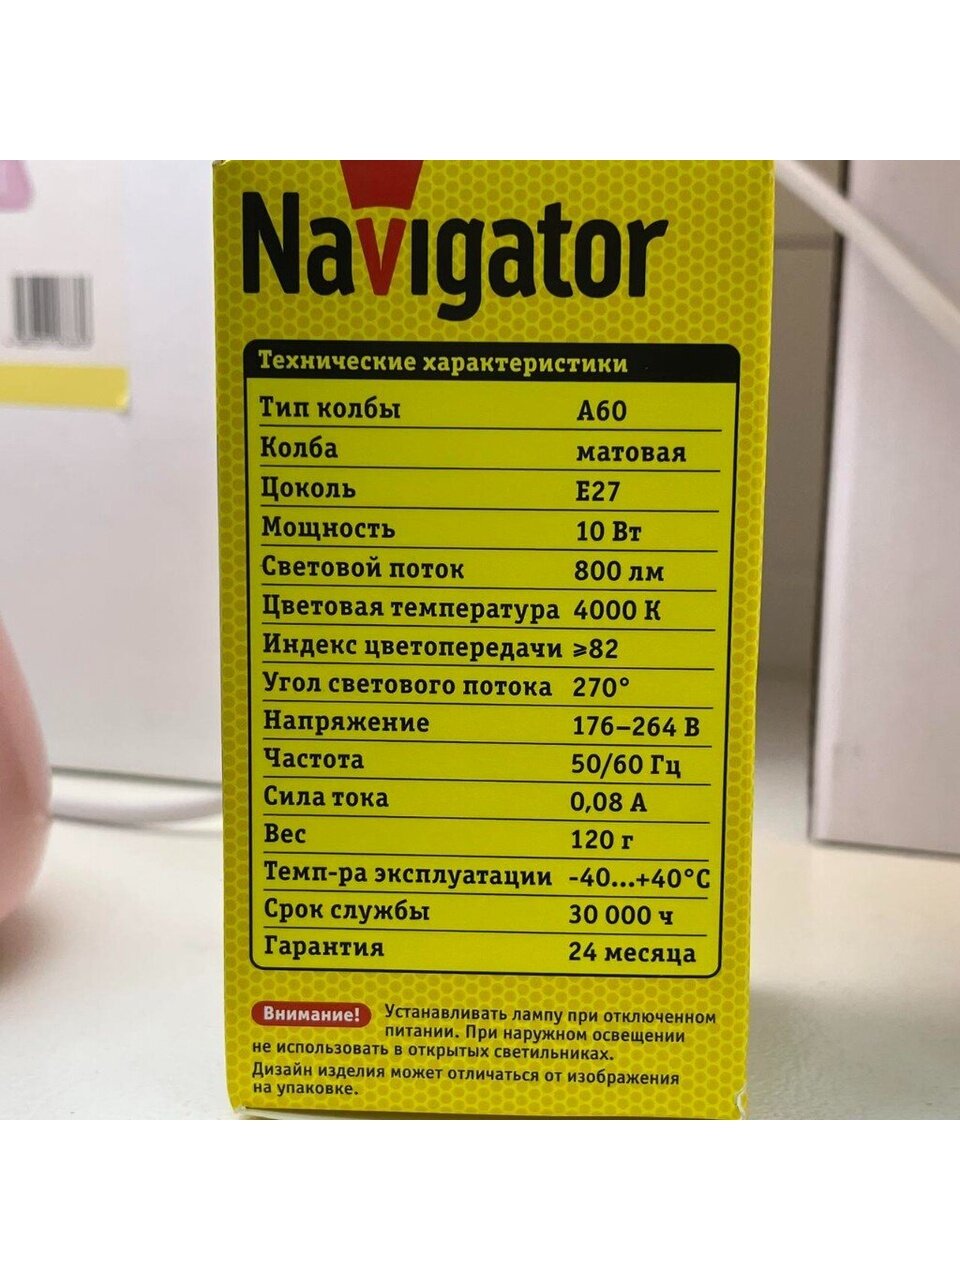 Navigator
Технические характеристики
Тип колбы А60
Колба матовая
Цоколь Е27
Мощность 10 Вт
Световой поток 800 лм
Цветовая температура 4000 К
Индекс цветопередачи ⩾82
Угол светового потока 270°
Напряжение 176–264 В
Частота 50/60 Гц
Сила тока 0,08 А
Вес 120 г
Темп-ра эксплуатации -40...+40°С
Срок службы 30 000 ч
Гарантия 24 месяца
Внимание! Устанавливать лампу при отключенном
питании. При наружном освещении
не использовать в открытых светильниках.
Дизайн изделия может отличаться от изображения
на упаковке.